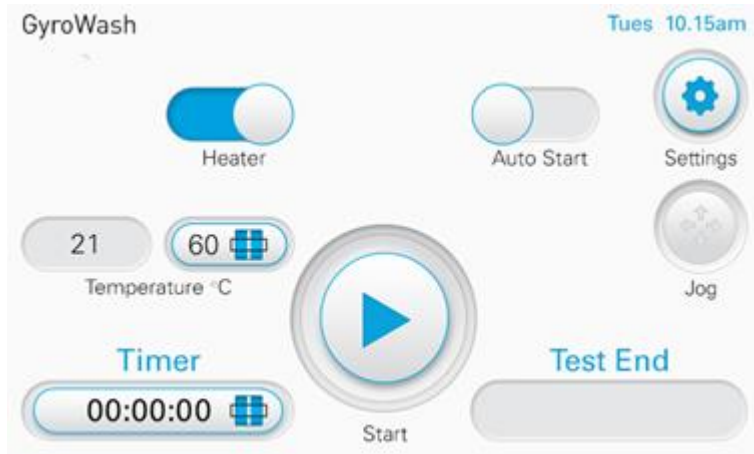 GyroWash
Tues 10.15am
Heater
Auto Start
Settings
21
60
Temperature °C
Jog
Timer
Test End
00:00:00
Start